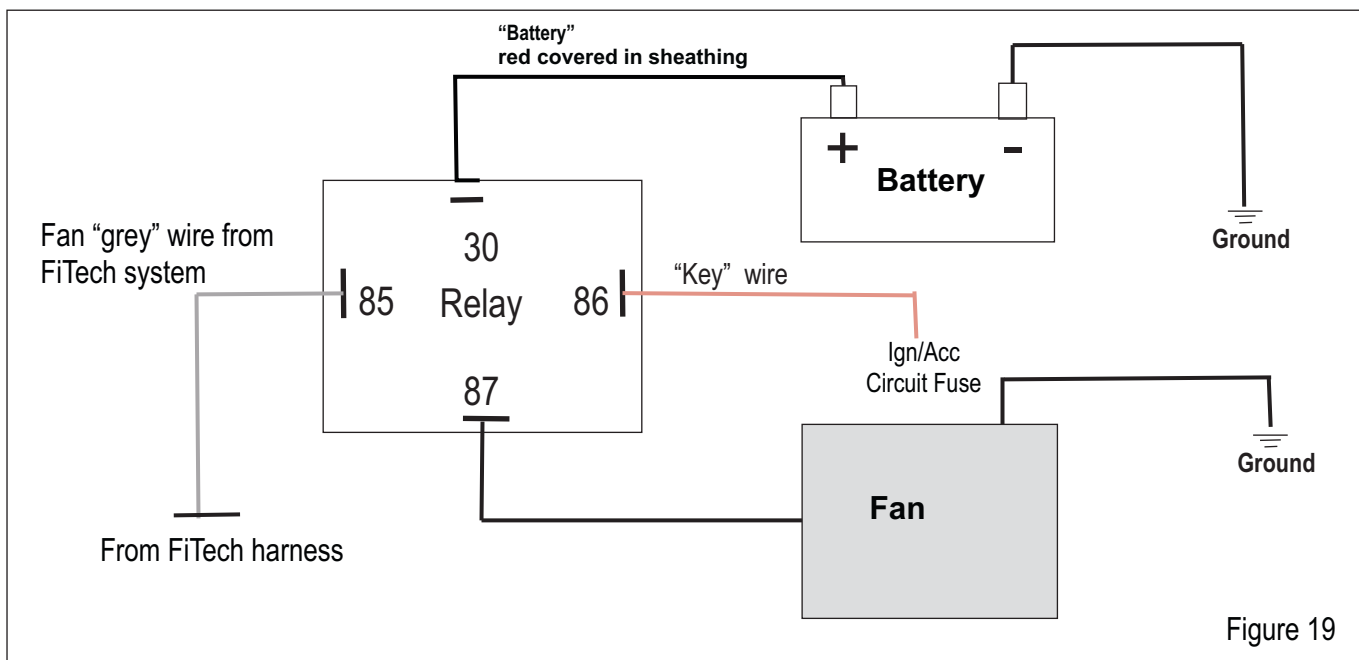 “Battery”
red covered in sheathing
+
-
Battery
Ground
Fan “grey” wire from
FiTech system
30
85
Relay
86
87
“Key” wire
Ign/Acc
Circuit Fuse
Ground
Fan
From FiTech harness
Figure 19